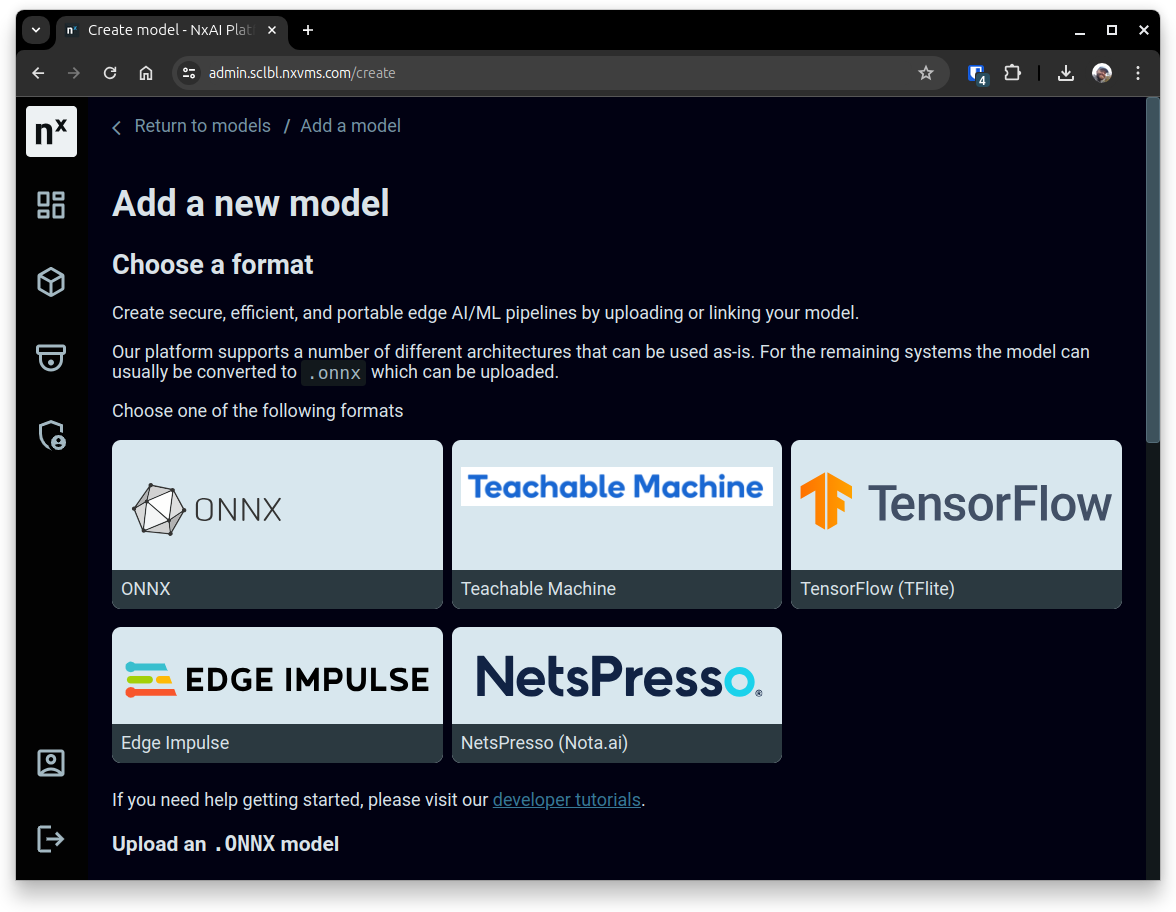 Create model - NxAI Plat
admin.sclbl.nxvms.com/create
4
nx
Return to models / Add a model
Add a new model
Choose a format
Create secure, efficient, and portable edge AI/ML pipelines by uploading or linking your model.
Our platform supports a number of different architectures that can be used as-is. For the remaining systems the model can
usually be converted to .onnx which can be uploaded.
Choose one of the following formats
ONNX
Teachable Machine
TensorFlow
ONNX
Teachable Machine
TensorFlow (TFlite)
EDGE IMPULSE
NetsPresso®
Edge Impulse
NetsPresso (Nota.ai)
If you need help getting started, please visit our developer tutorials.
Upload an .ONNX model